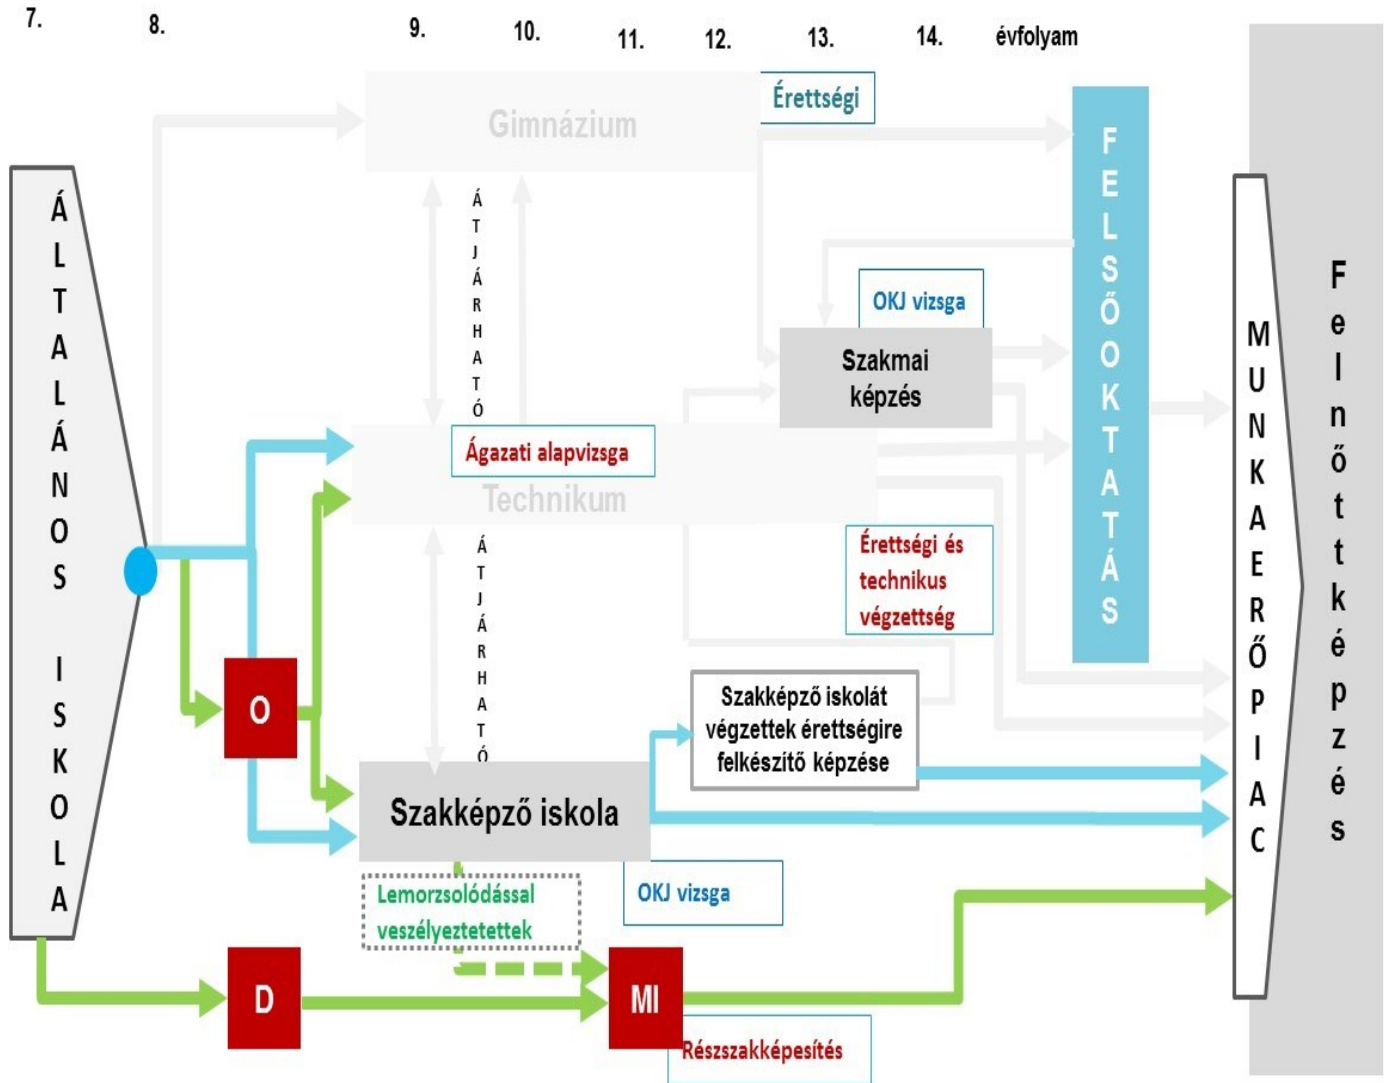 7.
8.
9.
10.
11.
12.
13.
14.
évfolyam
Gimnázium
Érettségi
ÁLTALÁNOS ISKOLA
ÁTJÁRHATÓ
FELSŐOKTATÁS
OKJ vizsga
Szakmai
képzés
MUNKAERŐPIAC
Felnőttképzés
Ágazati alapvizsga
Technikum
ÁTJÁRHATÓ
Érettségi és
technikus
végzettség
O
Szakképző iskolát
végzettek érettségire
felkészítő képzése
Szakképző iskola
Lemorzsolódással
veszélyeztetettek
OKJ vizsga
D
MI
Részszakképesítés